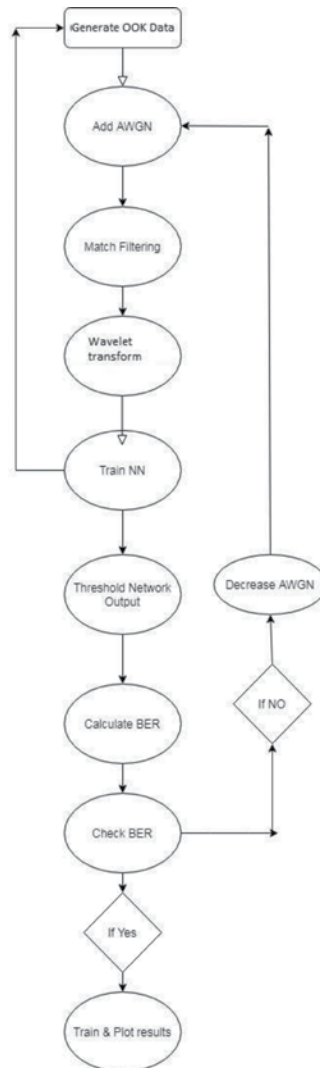 Generate OOK Data
Add AWGN
Match Filtering
Wavelet
transform
Train NN
Threshold Network
Output
Decrease AWGN
If NO
Calculate BER
Check BER
If Yes
Train & Plot results